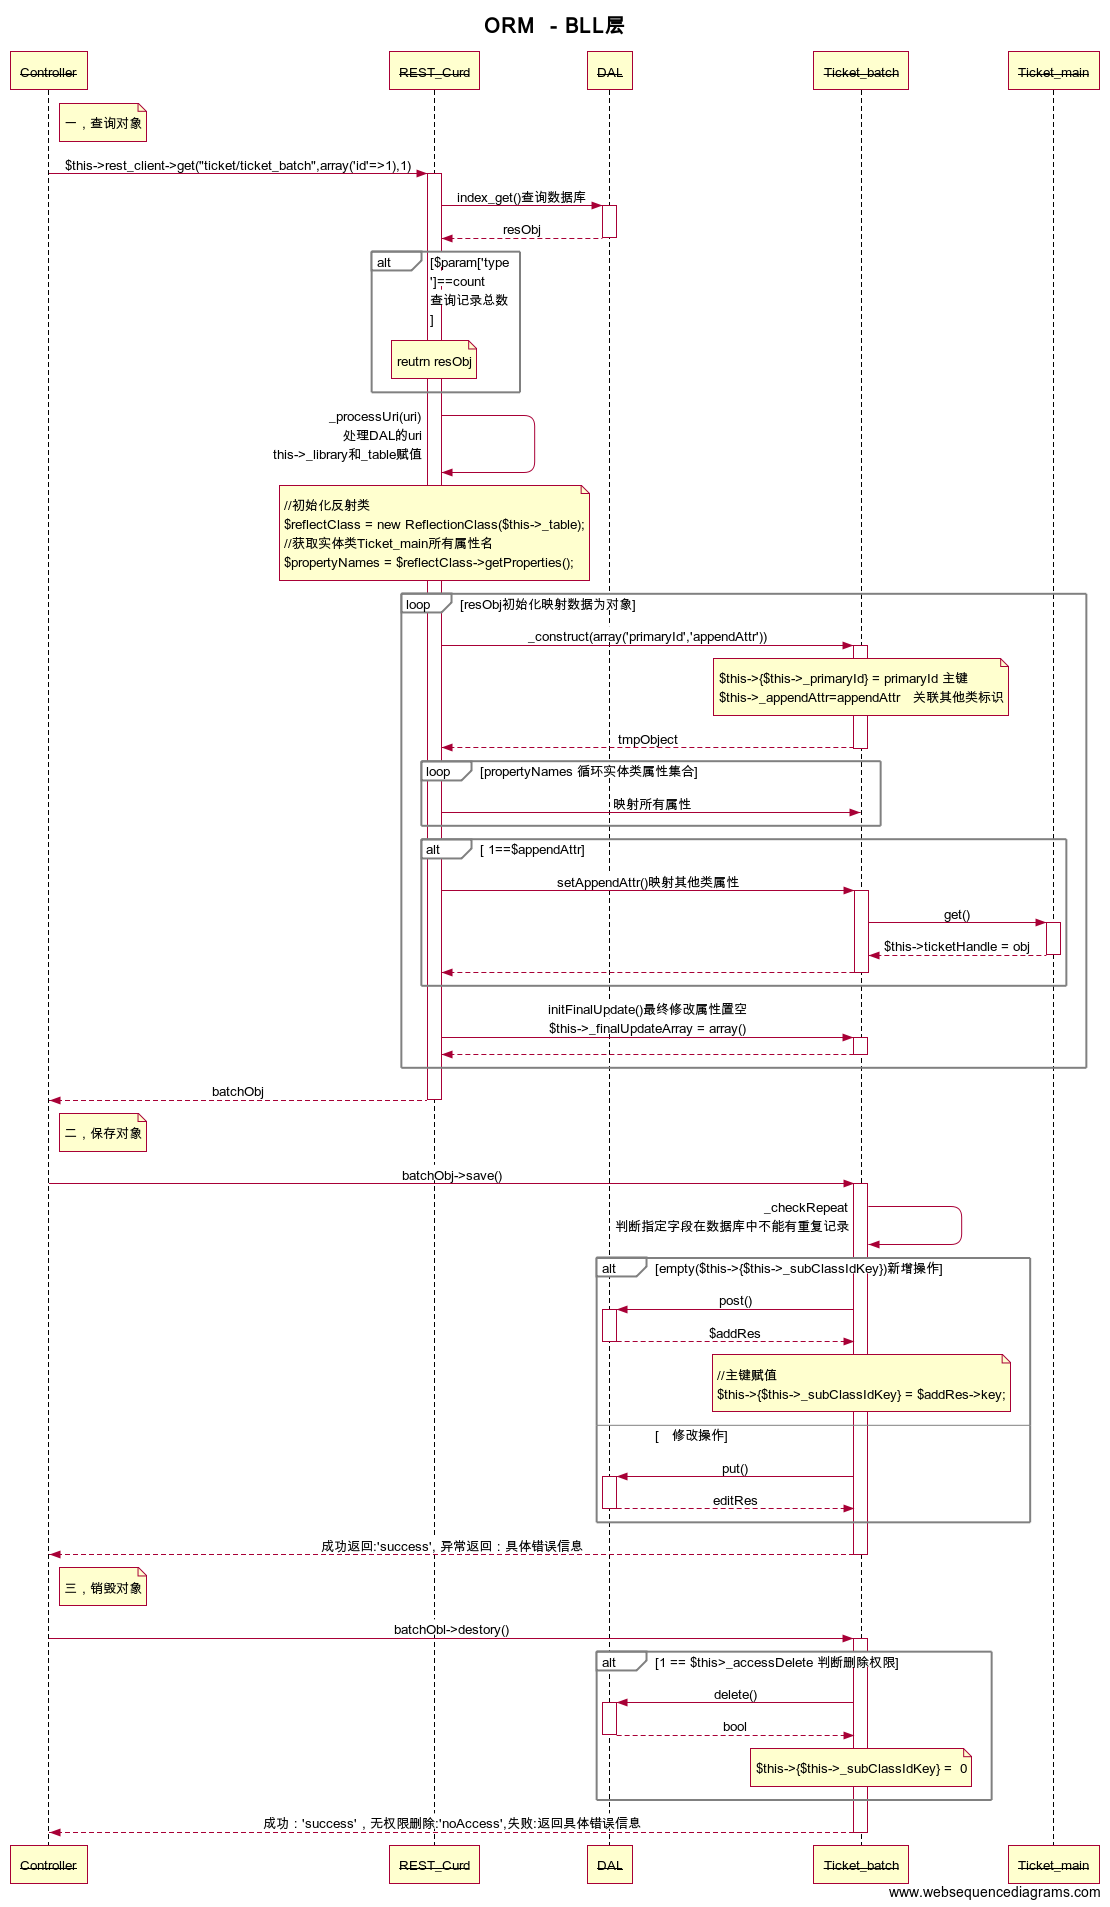 ORM  - BLL层
Controller
REST_Curd
DAL
Ticket_batch
Ticket_main
一，查询对象
$this->rest_client->get("ticket/ticket_batch",array('id'=>1),1)
index_get()查询数据库
resObj
alt
[$param['type
']==count
查询记录总数
]
reutrn resObj
_processUri(uri)
处理DAL的uri
this->_library和_table赋值
//初始化反射类
$reflectClass = new ReflectionClass($this->_table);
//获取实体类Ticket_main所有属性名
$propertyNames = $reflectClass->getProperties();
loop
[resObj初始化映射数据为对象]
_construct(array('primaryId','appendAttr'))
$this->{$this->_primaryId} = primaryId 主键
$this->_appendAttr=appendAttr   关联其他类标识
tmpObject
loop
[propertyNames 循环实体类属性集合]
映射所有属性
alt
[ 1==$appendAttr]
setAppendAttr()映射其他类属性
get()
$this->ticketHandle = obj
initFinalUpdate()最终修改属性置空
$this->_finalUpdateArray = array()
batchObj
二，保存对象
batchObj->save()
_checkRepeat
判断指定字段在数据库中不能有重复记录
alt
[empty($this->{$this->_subClassIdKey})新增操作]
post()
$addRes
//主键赋值
$this->{$this->_subClassIdKey} = $addRes->key;
[   修改操作]
put()
editRes
成功返回:'success', 异常返回：具体错误信息
三，销毁对象
batchObl->destory()
alt
[1 == $this>_accessDelete 判断删除权限]
delete()
bool
$this->{$this->_subClassIdKey} =  0
成功：'success'，无权限删除:'noAccess',失败:返回具体错误信息
Controller
REST_Curd
DAL
Ticket_batch
Ticket_main
www.websequencediagrams.com